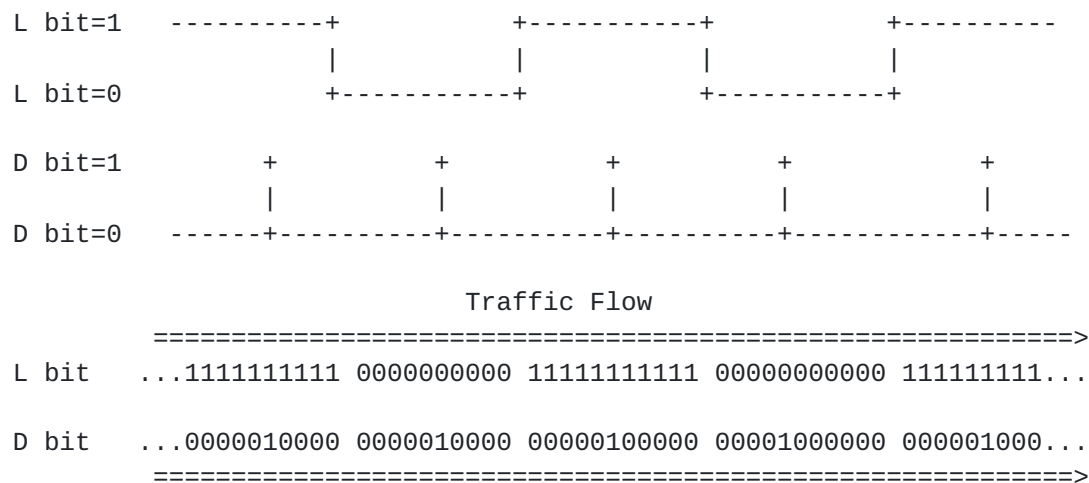 L bit=1   ----------+           +-----------+           +----------
                    |           |           |           |
L bit=0             +-----------+           +-----------+
D bit=1         +          +          +          +            +
                |          |          |          |            |
D bit=0   ------+----------+----------+----------+------------+-----
                             Traffic Flow
         ===========================================================>
L bit   ...1111111111 0000000000 11111111111 00000000000 111111111...
D bit   ...0000010000 0000010000 00000100000 00001000000 000001000...
         ===========================================================>